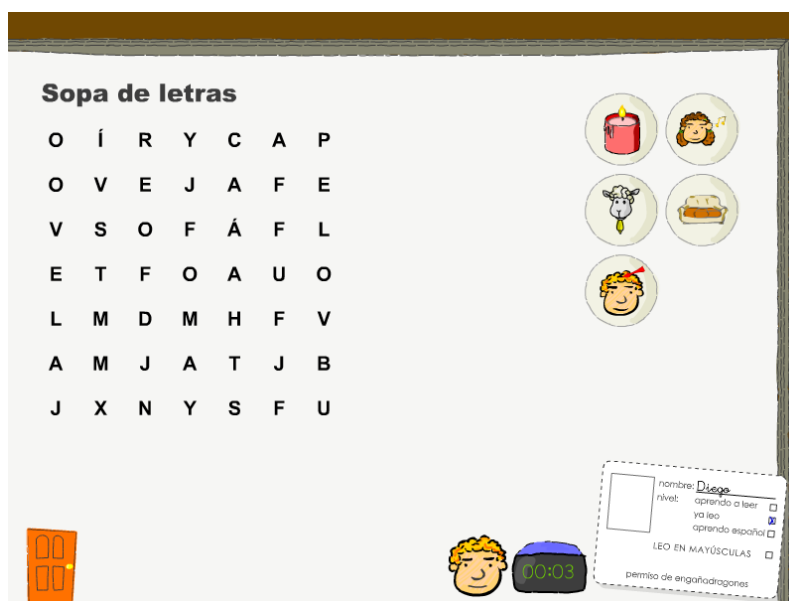 Sopa de letras
O Í R Y C A P
O V E J A F E
V S O F Á F L
E T F O A U O
L M D M H F V
A M J A T J B
J X N Y S F U
nombre: Diego
nivel: aprendo a leer
ya leo
aprendo español
LEO EN MAYÚSCULAS
00:03
permiso de engañadragones